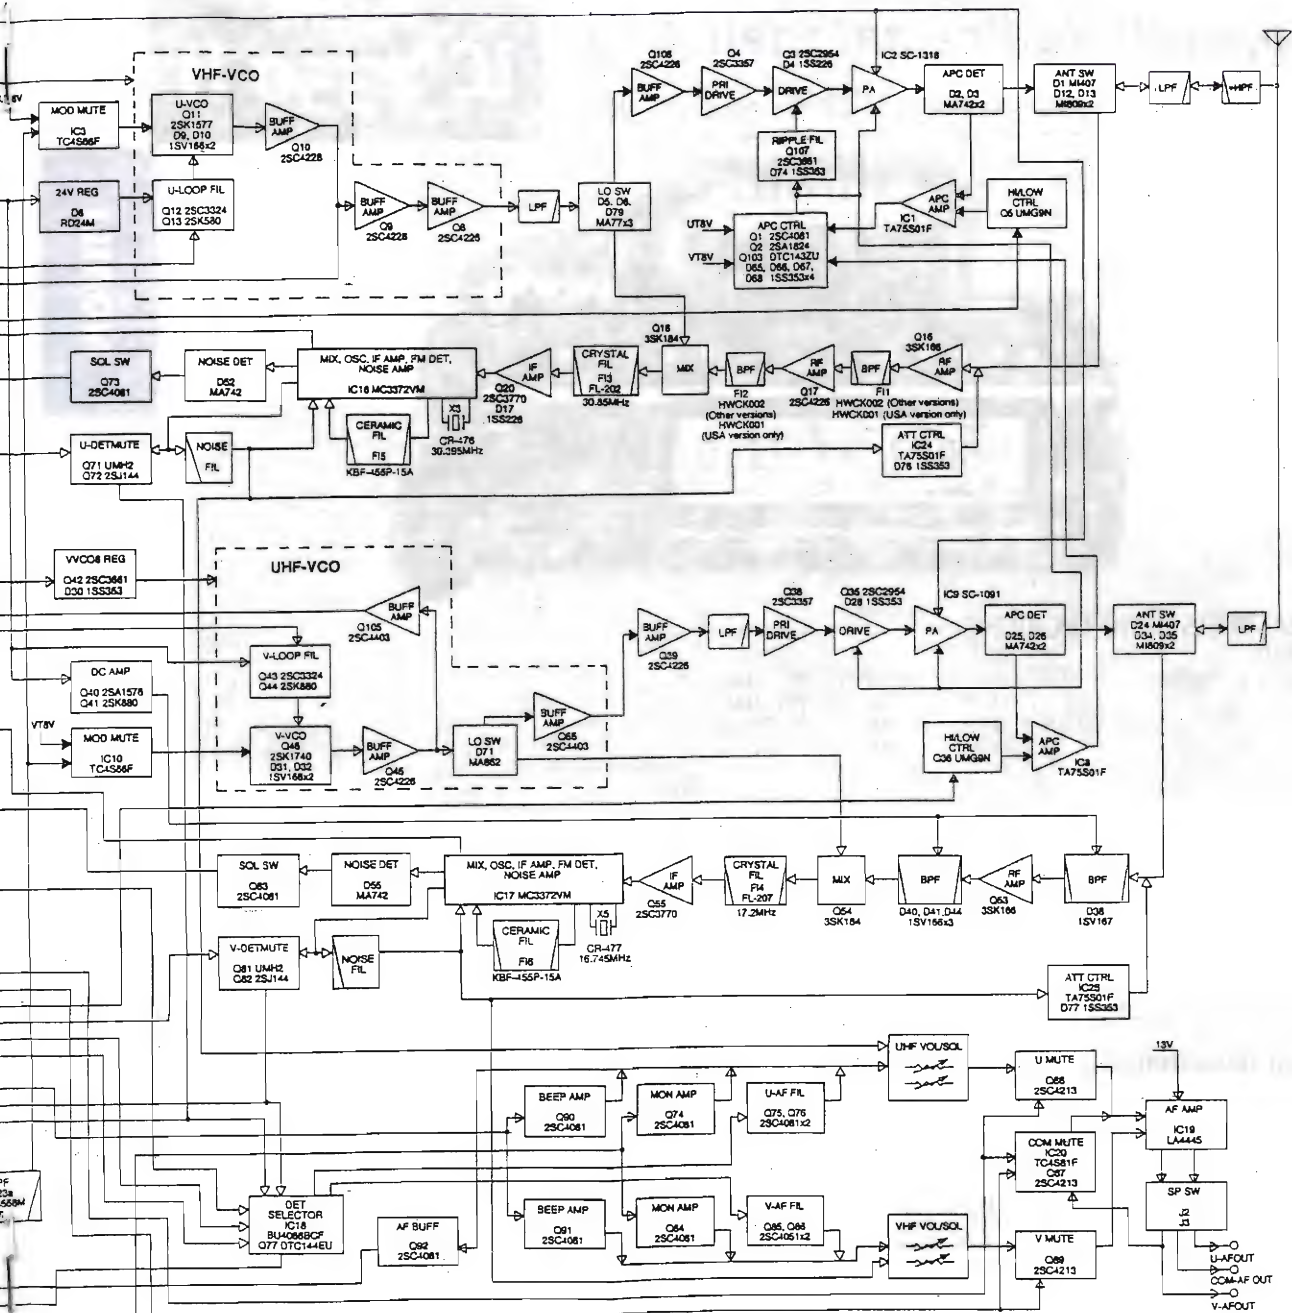 VHF-VCO
MOD MUTE
IC3
TC4S66F
U-VCO
Q11
2SK1577
D9, D10
1SV166x2
BUFF
AMP
Q10
2SC4228
24V REG
D6
RD24M
U-LOOP FIL
Q12 2SC3324
Q13 2SK580
BUFF
AMP
Q9
2SC4228
BUFF
AMP
Q8
2SC4226
LPF
LO SW
D5, D6,
D79
MA77x3
Q106
2SC4226
BUFF
AMP
Q4
2SC3357
PRI
DRIVE
Q3 2SC2954
D4 1SS226
DRIVE
IC2 SC-1316
PA
APC DET
D2, D3
MA742x2
ANT SW
D1 MI407
D12, D13
MI809x2
LPF
HPF
RIPPLE FIL
Q107
2SC3661
D74 1SS353
UT8V
VT8V
APC CTRL
Q1 2SC4081
Q2 2SA1624
Q103 DTC143ZU
D65, D66, D67,
D68 1SS353x4
APC
AMP
IC1
TA75S01F
HI/LOW
CTRL
Q5 UMG9N
SQL SW
Q73
2SC4081
NOISE DET
D52
MA742
MIX, OSC, IF AMP, FM DET,
NOISE AMP
IC16 MC3372VM
IF
AMP
Q20
2SC3770
D17
1SS226
CRYSTAL
FIL
FI3
FL-202
30.85MHz
Q18
3SK184
MIX
BPF
FI2
HWCK002
(Other versions)
HWCK001
(USA version only)
RF
AMP
Q17
2SC4226
BPF
FI1
HWCK002 (Other versions)
HWCK001 (USA version only)
Q16
3SK166
RF
AMP
U-DETMUTE
Q71 UMH2
Q72 2SJ144
NOISE
FIL
CERAMIC
FIL
FI5
KBF-455P-15A
X3
CR-476
30.395MHz
ATT CTRL
IC24
TA75S01F
D76 1SS353
VVCO8 REG
Q42 2SC3661
D30 1SS353
UHF-VCO
BUFF
AMP
Q105
2SC4403
V-LOOP FIL
Q43 2SC3324
Q44 2SK880
DC AMP
Q40 2SA1576
Q41 2SK880
VT8V
MOD MUTE
IC10
TC4S66F
V-VCO
Q46
2SK1740
D31, D32
1SV166x2
BUFF
AMP
Q45
2SC4226
LO SW
D71
MA862
BUFF
AMP
Q56
2SC4403
BUFF
AMP
Q39
2SC4226
LPF
Q38
2SC3357
PRI
DRIVE
Q35 2SC2954
D28 1SS353
DRIVE
IC9 SC-1091
PA
APC DET
D25, D26
MA742x2
ANT SW
D24 MI407
D34, D35
MI809x2
LPF
HI/LOW
CTRL
Q36 UMG9N
APC
AMP
IC8
TA75S01F
SQL SW
Q83
2SC4081
NOISE DET
D55
MA742
MIX, OSC, IF AMP, FM DET,
NOISE AMP
IC17 MC3372VM
IF
AMP
Q55
2SC3770
CRYSTAL
FIL
FI4
FL-207
17.2MHz
MIX
Q54
3SK184
BPF
D40, D41, D44
1SV166x3
RF
AMP
Q53
3SK166
BPF
D38
1SV167
V-DETMUTE
Q81 UMH2
Q82 2SJ144
NOISE
FIL
CERAMIC
FIL
FI6
KBF-455P-15A
X5
CR-477
16.745MHz
ATT CTRL
IC25
TA75S01F
D77 1SS353
UHF VOL/SQL
U MUTE
Q88
2SC4213
13V
AF AMP
IC19
LA4445
BEEP AMP
Q90
2SC4081
MON AMP
Q74
2SC4081
U-AF FIL
Q75, Q76
2SC4081x2
COM MUTE
IC20
TC4S81F
Q87
2SC4213
SP SW
J2
J3
DET
SELECTOR
IC18
BU4066BCF
Q77 DTC144EU
AF BUFF
Q92
2SC4081
BEEP AMP
Q91
2SC4081
MON AMP
Q84
2SC4081
V-AF FIL
Q85, Q86
2SC4051x2
VHF VOL/SQL
V MUTE
Q89
2SC4213
U-AFOUT
COM-AF OUT
V-AFOUT